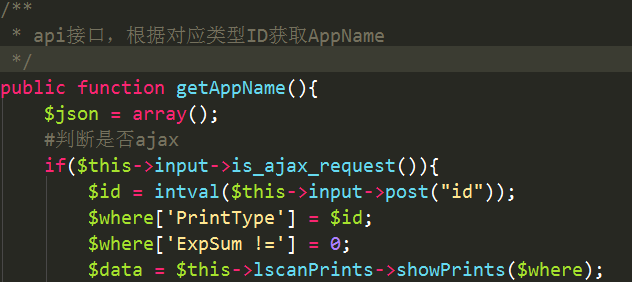 /**
 * api接口，根据对应类型ID获取AppName
 */
public function getAppName(){
    $json = array();
    #判断是否ajax
    if($this->input->is_ajax_request()){
        $id = intval($this->input->post("id"));
        $where['PrintType'] = $id;
        $where['ExpSum !='] = 0;
        $data = $this->lscanPrints->showPrints($where);